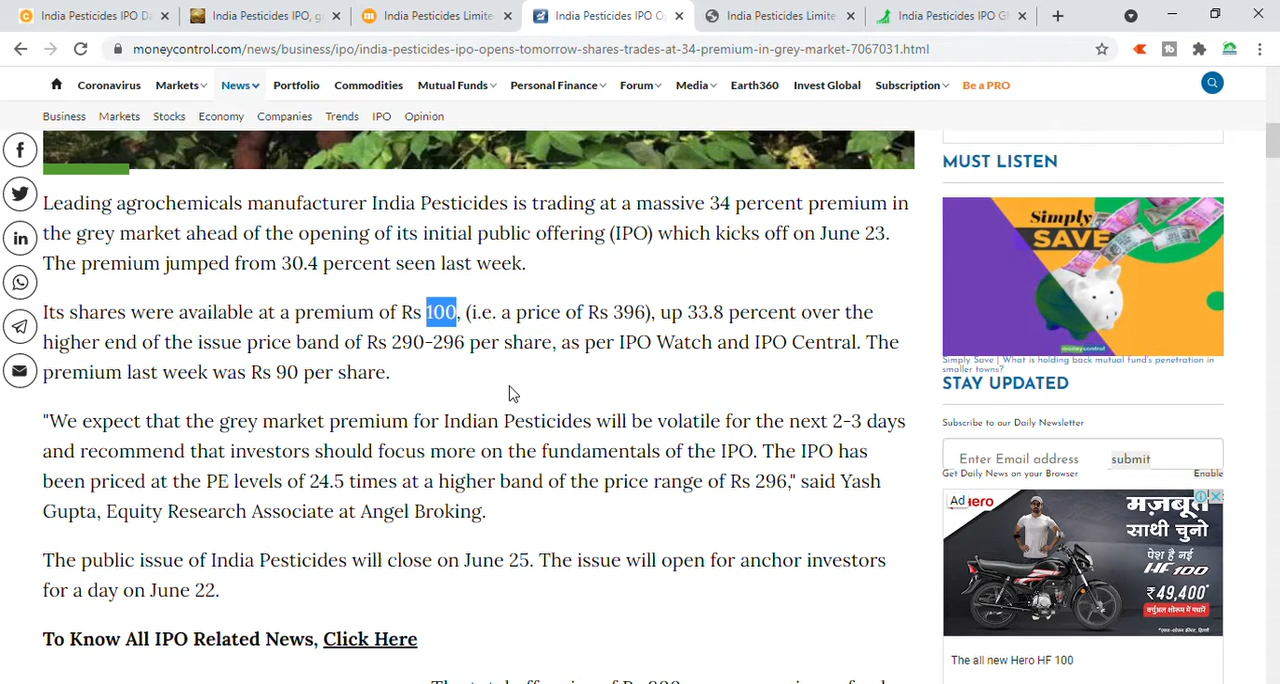 India Pesticides IPO Da
India Pesticides IPO, g
India Pesticides Limite
India Pesticides IPO O
India Pesticides Limite
India Pesticides IPO G
moneycontrol.com/news/business/ipo/india-pesticides-ipo-opens-tomorrow-shares-trades-at-34-premium-in-grey-market-7067031.html
Coronavirus Markets News Portfolio Commodities Mutual Funds Personal Finance Forum Media Earth360 Invest Global Subscription Be a PRO
Business Markets Stocks Economy Companies Trends IPO Opinion
Leading agrochemicals manufacturer India Pesticides is trading at a massive 34 percent premium in
the grey market ahead of the opening of its initial public offering (IPO) which kicks off on June 23.
The premium jumped from 30.4 percent seen last week.
Its shares were available at a premium of Rs 100, (i.e. a price of Rs 396), up 33.8 percent over the
higher end of the issue price band of Rs 290-296 per share, as per IPO Watch and IPO Central. The
premium last week was Rs 90 per share.
"We expect that the grey market premium for Indian Pesticides will be volatile for the next 2-3 days
and recommend that investors should focus more on the fundamentals of the IPO. The IPO has
been priced at the PE levels of 24.5 times at a higher band of the price range of Rs 296," said Yash
Gupta, Equity Research Associate at Angel Broking.
The public issue of India Pesticides will close on June 25. The issue will open for anchor investors
for a day on June 22.
To Know All IPO Related News, Click Here
MUST LISTEN
Simply
SAVE
moneycontrol
Simply Save | What is holding back mutual fund's penetration in
smaller towns?
STAY UPDATED
Subscribe to our Daily Newsletter
Enter Email address submit
Get Daily News on your Browser Enable
Ad
Hero
मज़बूत
साथी चुनो
पेश है नई
HF 100
₹49,400*
The all new Hero HF 100